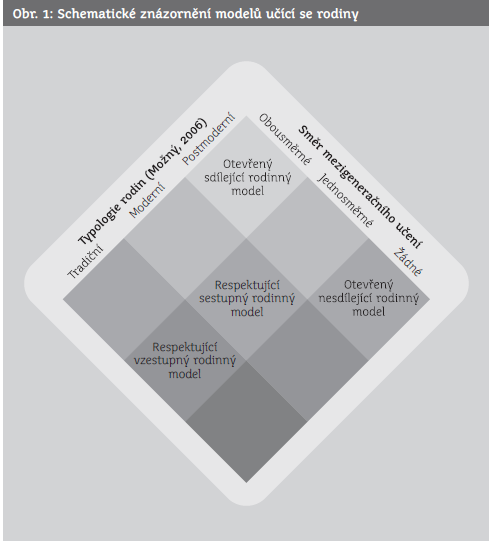 Obr. 1: Schematické znázornění modelů učící se rodiny
Typologie rodin (Možný, 2006)
Tradiční
Moderní
Postmoderní
Směr mezigeneračního učení
Obousměrné
Jednosměrné
Žádné
Otevřený
sdílející rodinný
model
Respektující
sestupný rodinný
model
Otevřený
nesdílející rodinný
model
Respektující
vzestupný rodinný
model